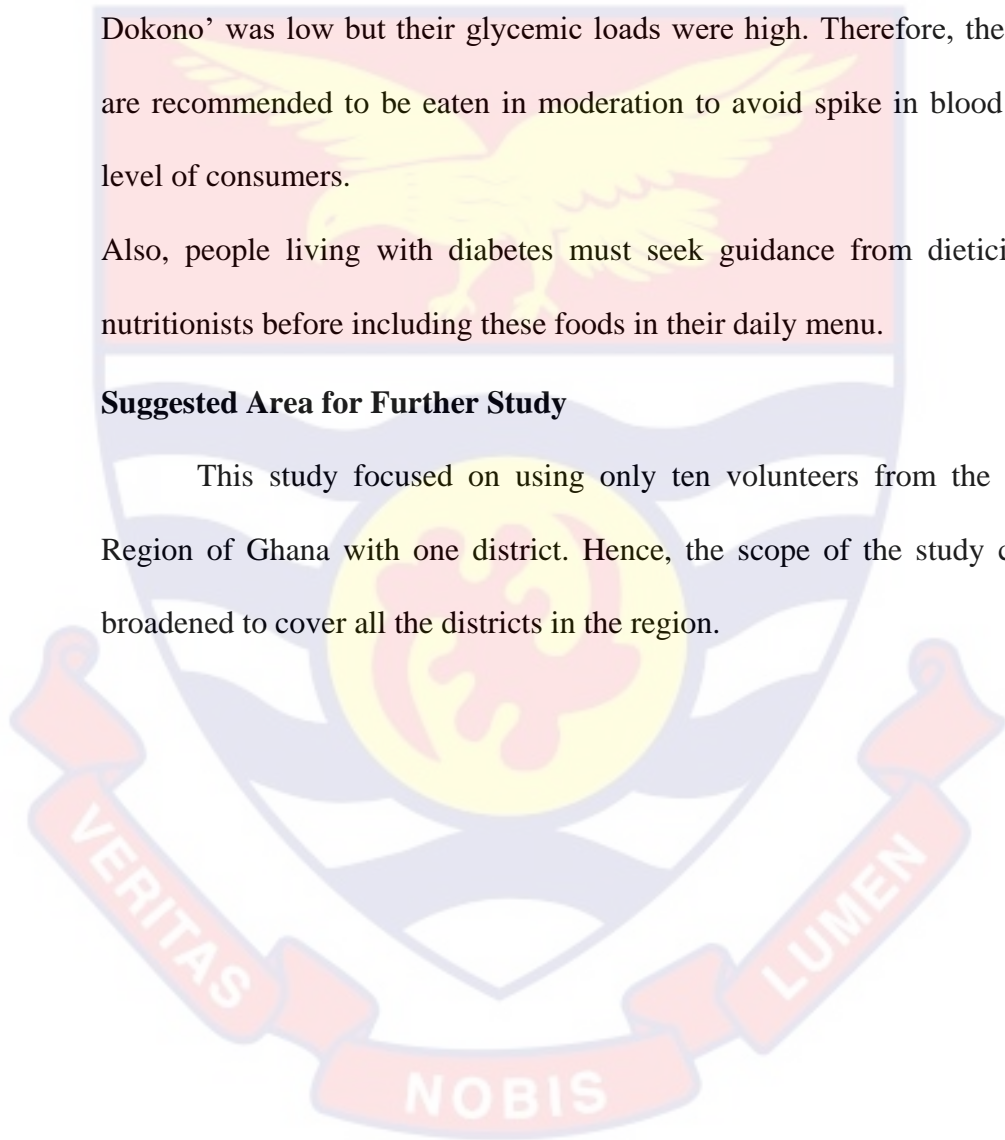 Dokono’ was low but their glycemic loads were high. Therefore, the
are recommended to be eaten in moderation to avoid spike in blood
level of consumers.
Also, people living with diabetes must seek guidance from dietici
nutritionists before including these foods in their daily menu.
Suggested Area for Further Study
This study focused on using only ten volunteers from the
Region of Ghana with one district. Hence, the scope of the study c
broadened to cover all the districts in the region.
VERITAS
NOBIS
LUMEN